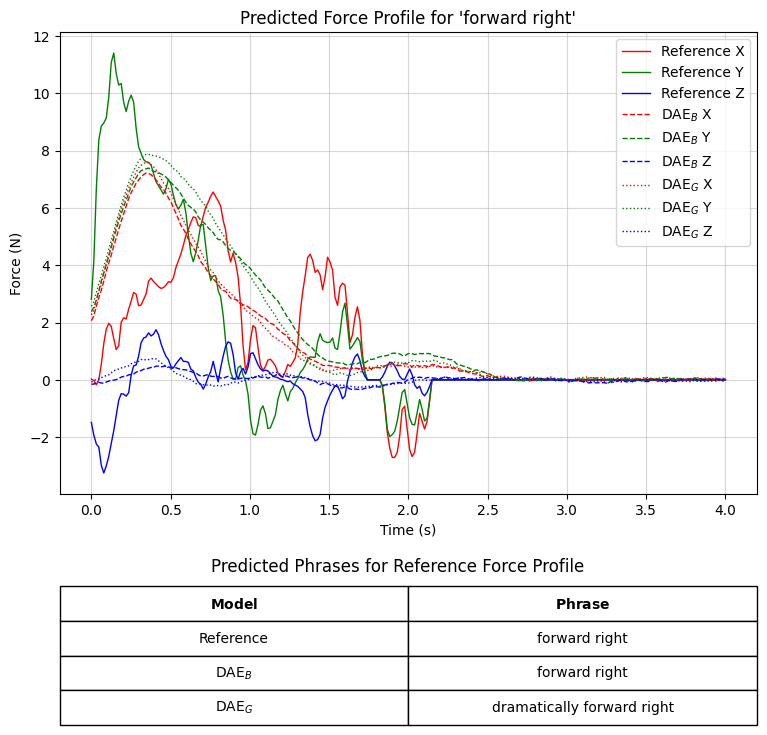 Predicted Force Profile for 'forward right'
Force (N)
12
10
8
6
4
2
0
−2
Reference X
Reference Y
Reference Z
DAE_B X
DAE_B Y
DAE_B Z
DAE_G X
DAE_G Y
DAE_G Z
0.0 0.5 1.0 1.5 2.0 2.5 3.0 3.5 4.0
Time (s)
Predicted Phrases for Reference Force Profile
Model Phrase
Reference forward right
DAE_B forward right
DAE_G dramatically forward right